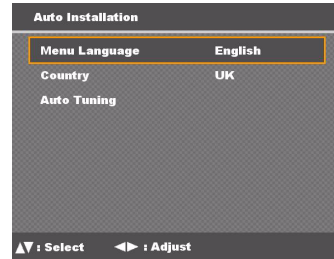 Auto Installation
Menu Language English
Country UK
Auto Tuning
▲▼ : Select ◀▶ : Adjust